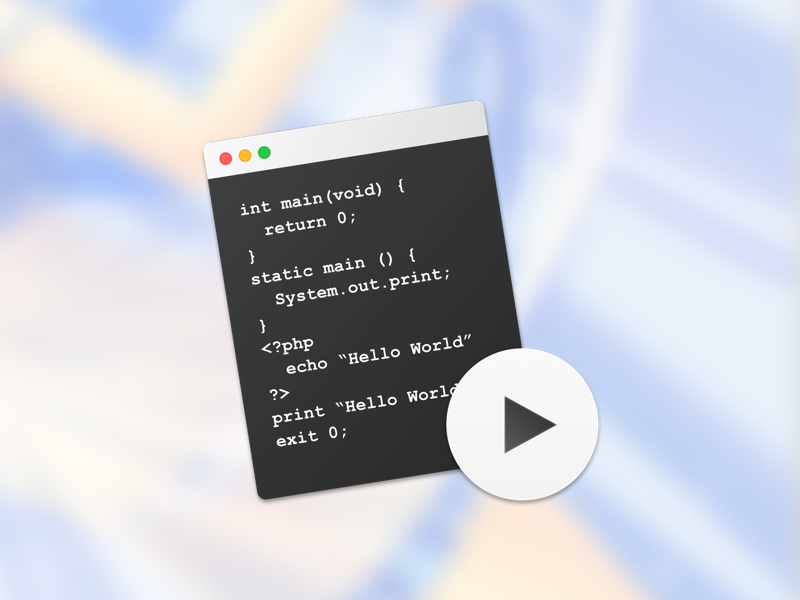 int main(void) {
return 0;
}
static main () {
System.out.print;
}
<?php
echo “Hello World”
?>
print “Hello World
exit 0;